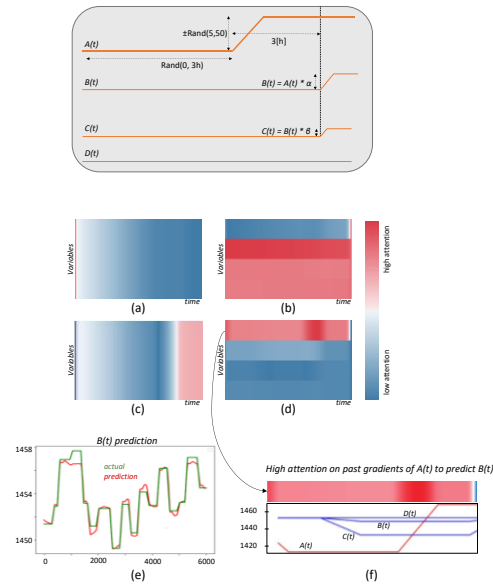 ±Rand(5,50)
A(t)
3[h]
Rand(0, 3h)
B(t)
B(t) = A(t) * α
C(t)
C(t) = B(t) * β
D(t)
Variables
time
(a)
Variables
time
(b)
high attention
low attention
Variables
time
(c)
Variables
time
(d)
B(t) prediction
1458
1454
1450
actual
prediction
0
2000
4000
6000
(e)
High attention on past gradients of A(t) to predict B(t)
1460
1440
1420
D(t)
B(t)
C(t)
A(t)
(f)